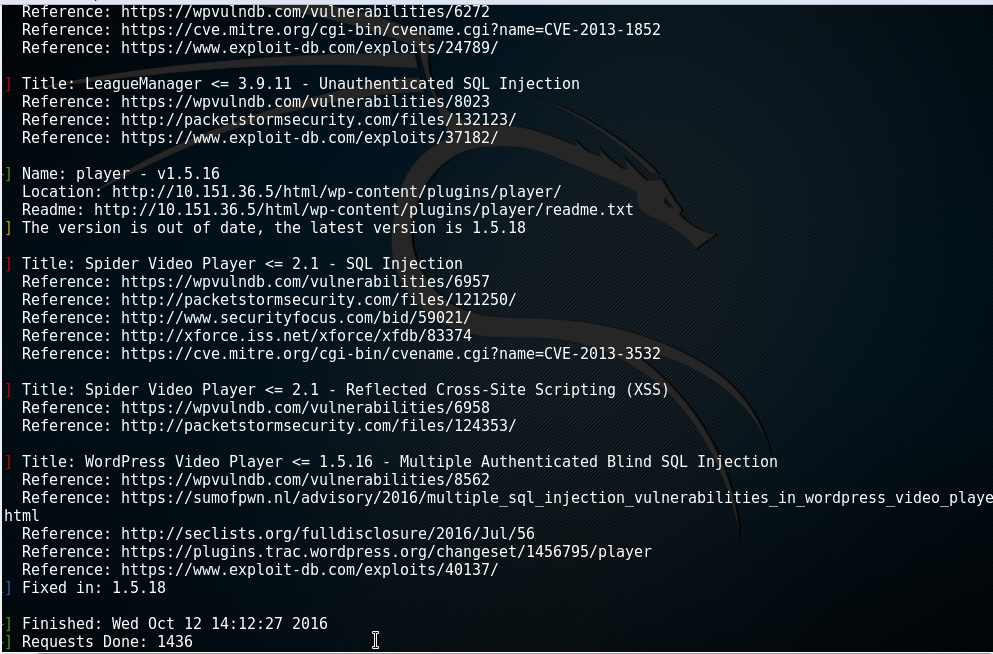 Reference: https://wpvulndb.com/vulnerabilities/6272
Reference: https://cve.mitre.org/cgi-bin/cvename.cgi?name=CVE-2013-1852
Reference: https://www.exploit-db.com/exploits/24789/
] Title: LeagueManager <= 3.9.11 - Unauthenticated SQL Injection
Reference: https://wpvulndb.com/vulnerabilities/8023
Reference: http://packetstormsecurity.com/files/132123/
Reference: https://www.exploit-db.com/exploits/37182/
] Name: player - v1.5.16
Location: http://10.151.36.5/html/wp-content/plugins/player/
Readme: http://10.151.36.5/html/wp-content/plugins/player/readme.txt
] The version is out of date, the latest version is 1.5.18
] Title: Spider Video Player <= 2.1 - SQL Injection
Reference: https://wpvulndb.com/vulnerabilities/6957
Reference: http://packetstormsecurity.com/files/121250/
Reference: http://www.securityfocus.com/bid/59021/
Reference: http://xforce.iss.net/xforce/xfdb/83374
Reference: https://cve.mitre.org/cgi-bin/cvename.cgi?name=CVE-2013-3532
] Title: Spider Video Player <= 2.1 - Reflected Cross-Site Scripting (XSS)
Reference: https://wpvulndb.com/vulnerabilities/6958
Reference: http://packetstormsecurity.com/files/124353/
] Title: WordPress Video Player <= 1.5.16 - Multiple Authenticated Blind SQL Injection
Reference: https://wpvulndb.com/vulnerabilities/8562
Reference: https://sumofpwn.nl/advisory/2016/multiple_sql_injection_vulnerabilities_in_wordpress_video_playe
html
Reference: http://seclists.org/fulldisclosure/2016/Jul/56
Reference: https://plugins.trac.wordpress.org/changeset/1456795/player
Reference: https://www.exploit-db.com/exploits/40137/
] Fixed in: 1.5.18
] Finished: Wed Oct 12 14:12:27 2016
] Requests Done: 1436